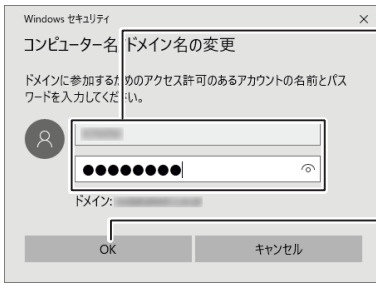 Windows セキュリティ
コンピューター名/ドメイン名の変更
ドメインに参加するためのアクセス許可のあるアカウントの名前とパス
ワードを入力してください。
●●●●●●●●
ドメイン:
OK
キャンセル